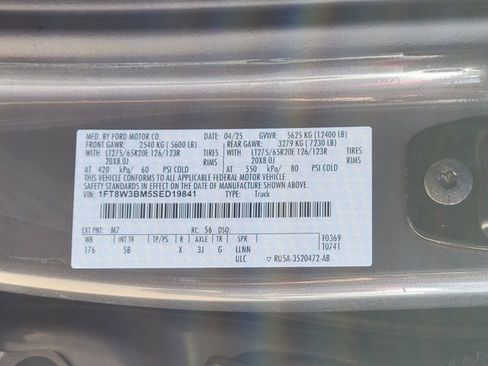 MFD. BY FORD MOTOR CO. 04/25 GVWR: 5625 KG (12400 LB)
FRONT GAWR: 2540 KG ( 5600 LB) REAR GAWR: 3279 KG ( 7230 LB)
WITH LT275/65R20E 126/123R TIRES WITH LT275/65R20E 126/123R TIRES
20X8.0J RIMS 20X8.0J RIMS
AT 420 kPa/ 60 PSI COLD AT 550 kPa/ 80 PSI COLD
THIS VEHICLE CONFORMS TO ALL APPLICABLE FEDERAL MOTOR VEHICLE
SAFETY STANDARDS IN EFFECT ON THE DATE OF MANUFACTURE SHOWN ABOVE.
VIN: 1FT8W3BM5SED19841 TYPE: Truck
EXT PNT: M7 RC: 56 DSO: F0369
WB INT TR TP/PS R AXLE TR SPR T0741
176 5B X 3J G LLNN
ULC ▽ RU5A-3520472-AB